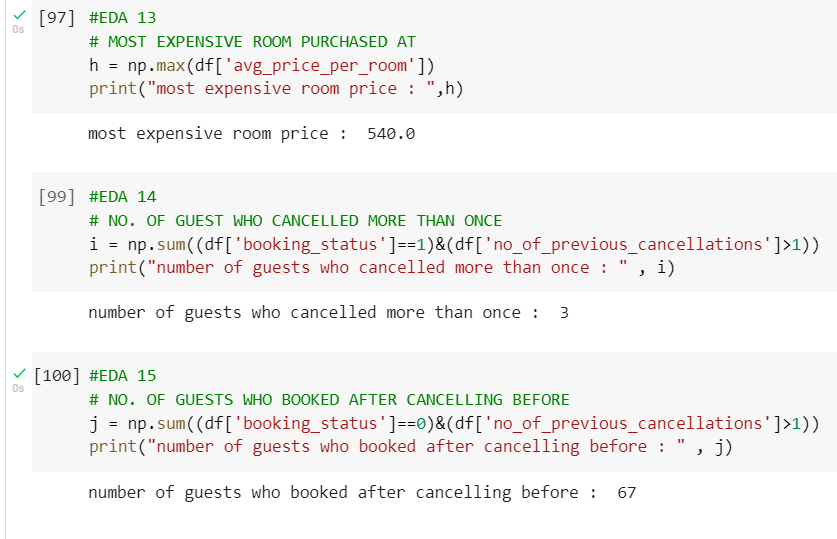 [97] #EDA 13
0s
# MOST EXPENSIVE ROOM PURCHASED AT
h = np.max(df['avg_price_per_room'])
print("most expensive room price : ",h)
most expensive room price :  540.0
[99] #EDA 14
# NO. OF GUEST WHO CANCELLED MORE THAN ONCE
i = np.sum((df['booking_status']==1)&(df['no_of_previous_cancellations']>1))
print("number of guests who cancelled more than once : " , i)
number of guests who cancelled more than once :  3
[100] #EDA 15
0s
# NO. OF GUESTS WHO BOOKED AFTER CANCELLING BEFORE
j = np.sum((df['booking_status']==0)&(df['no_of_previous_cancellations']>1))
print("number of guests who booked after cancelling before : " , j)
number of guests who booked after cancelling before :  67